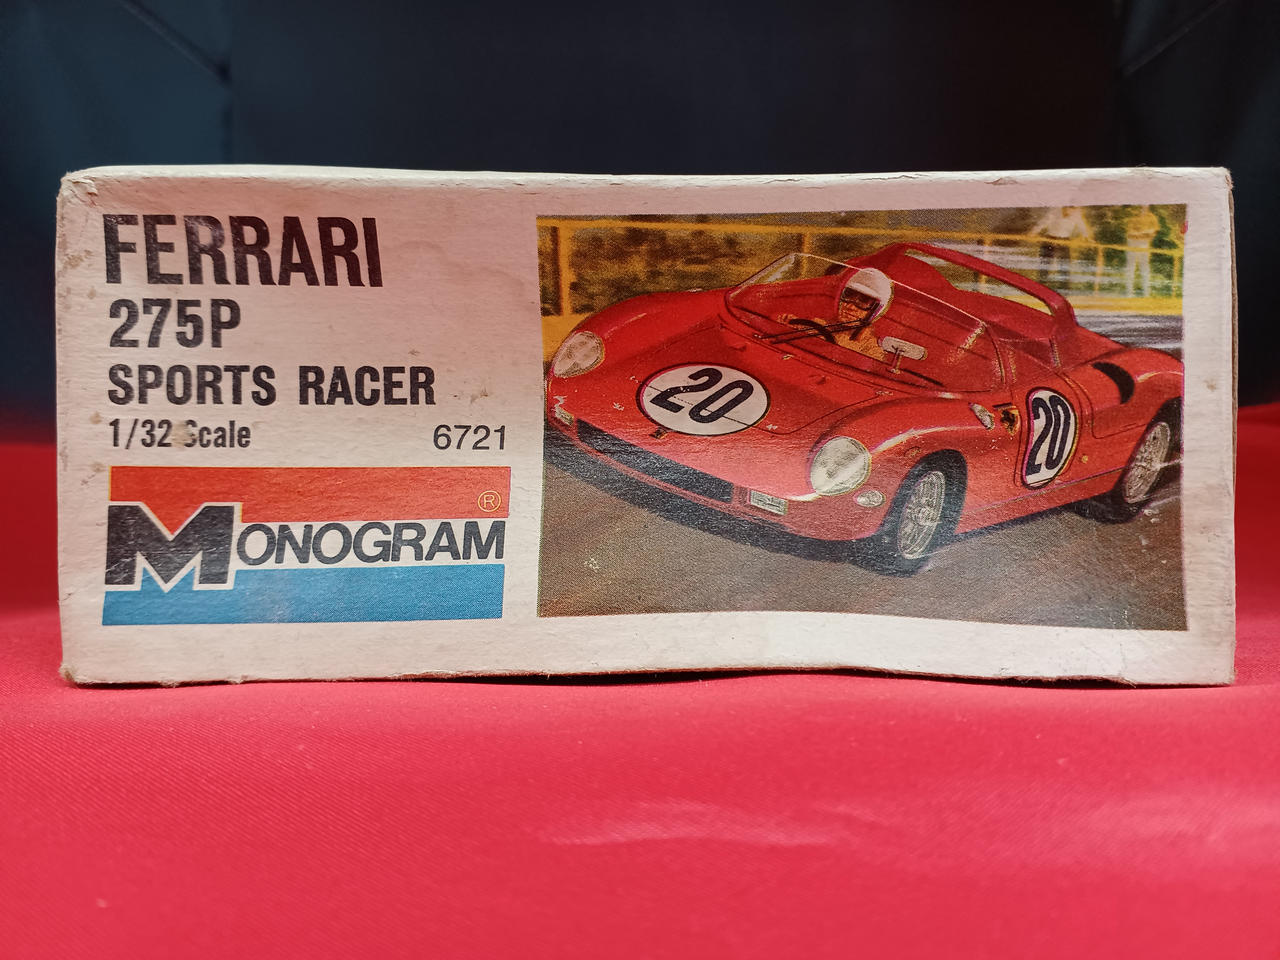 FERRARI
275P
SPORTS RACER
1/32 Scale 6721
®
MONOGRAM
20
20